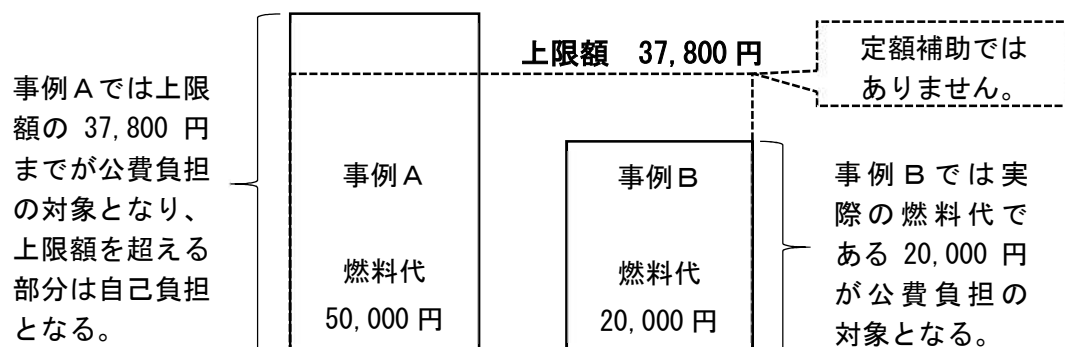 上限額 37,800 円
定額補助では
ありません。
事例Ａでは上限
額の 37,800 円
までが公費負担
の対象となり、
上限額を超える
部分は自己負担
となる。
事例Ａ
燃料代
50,000 円
事例Ｂ
燃料代
20,000 円
事例Ｂでは実
際の燃料代で
ある 20,000 円
が公費負担の
対象となる。